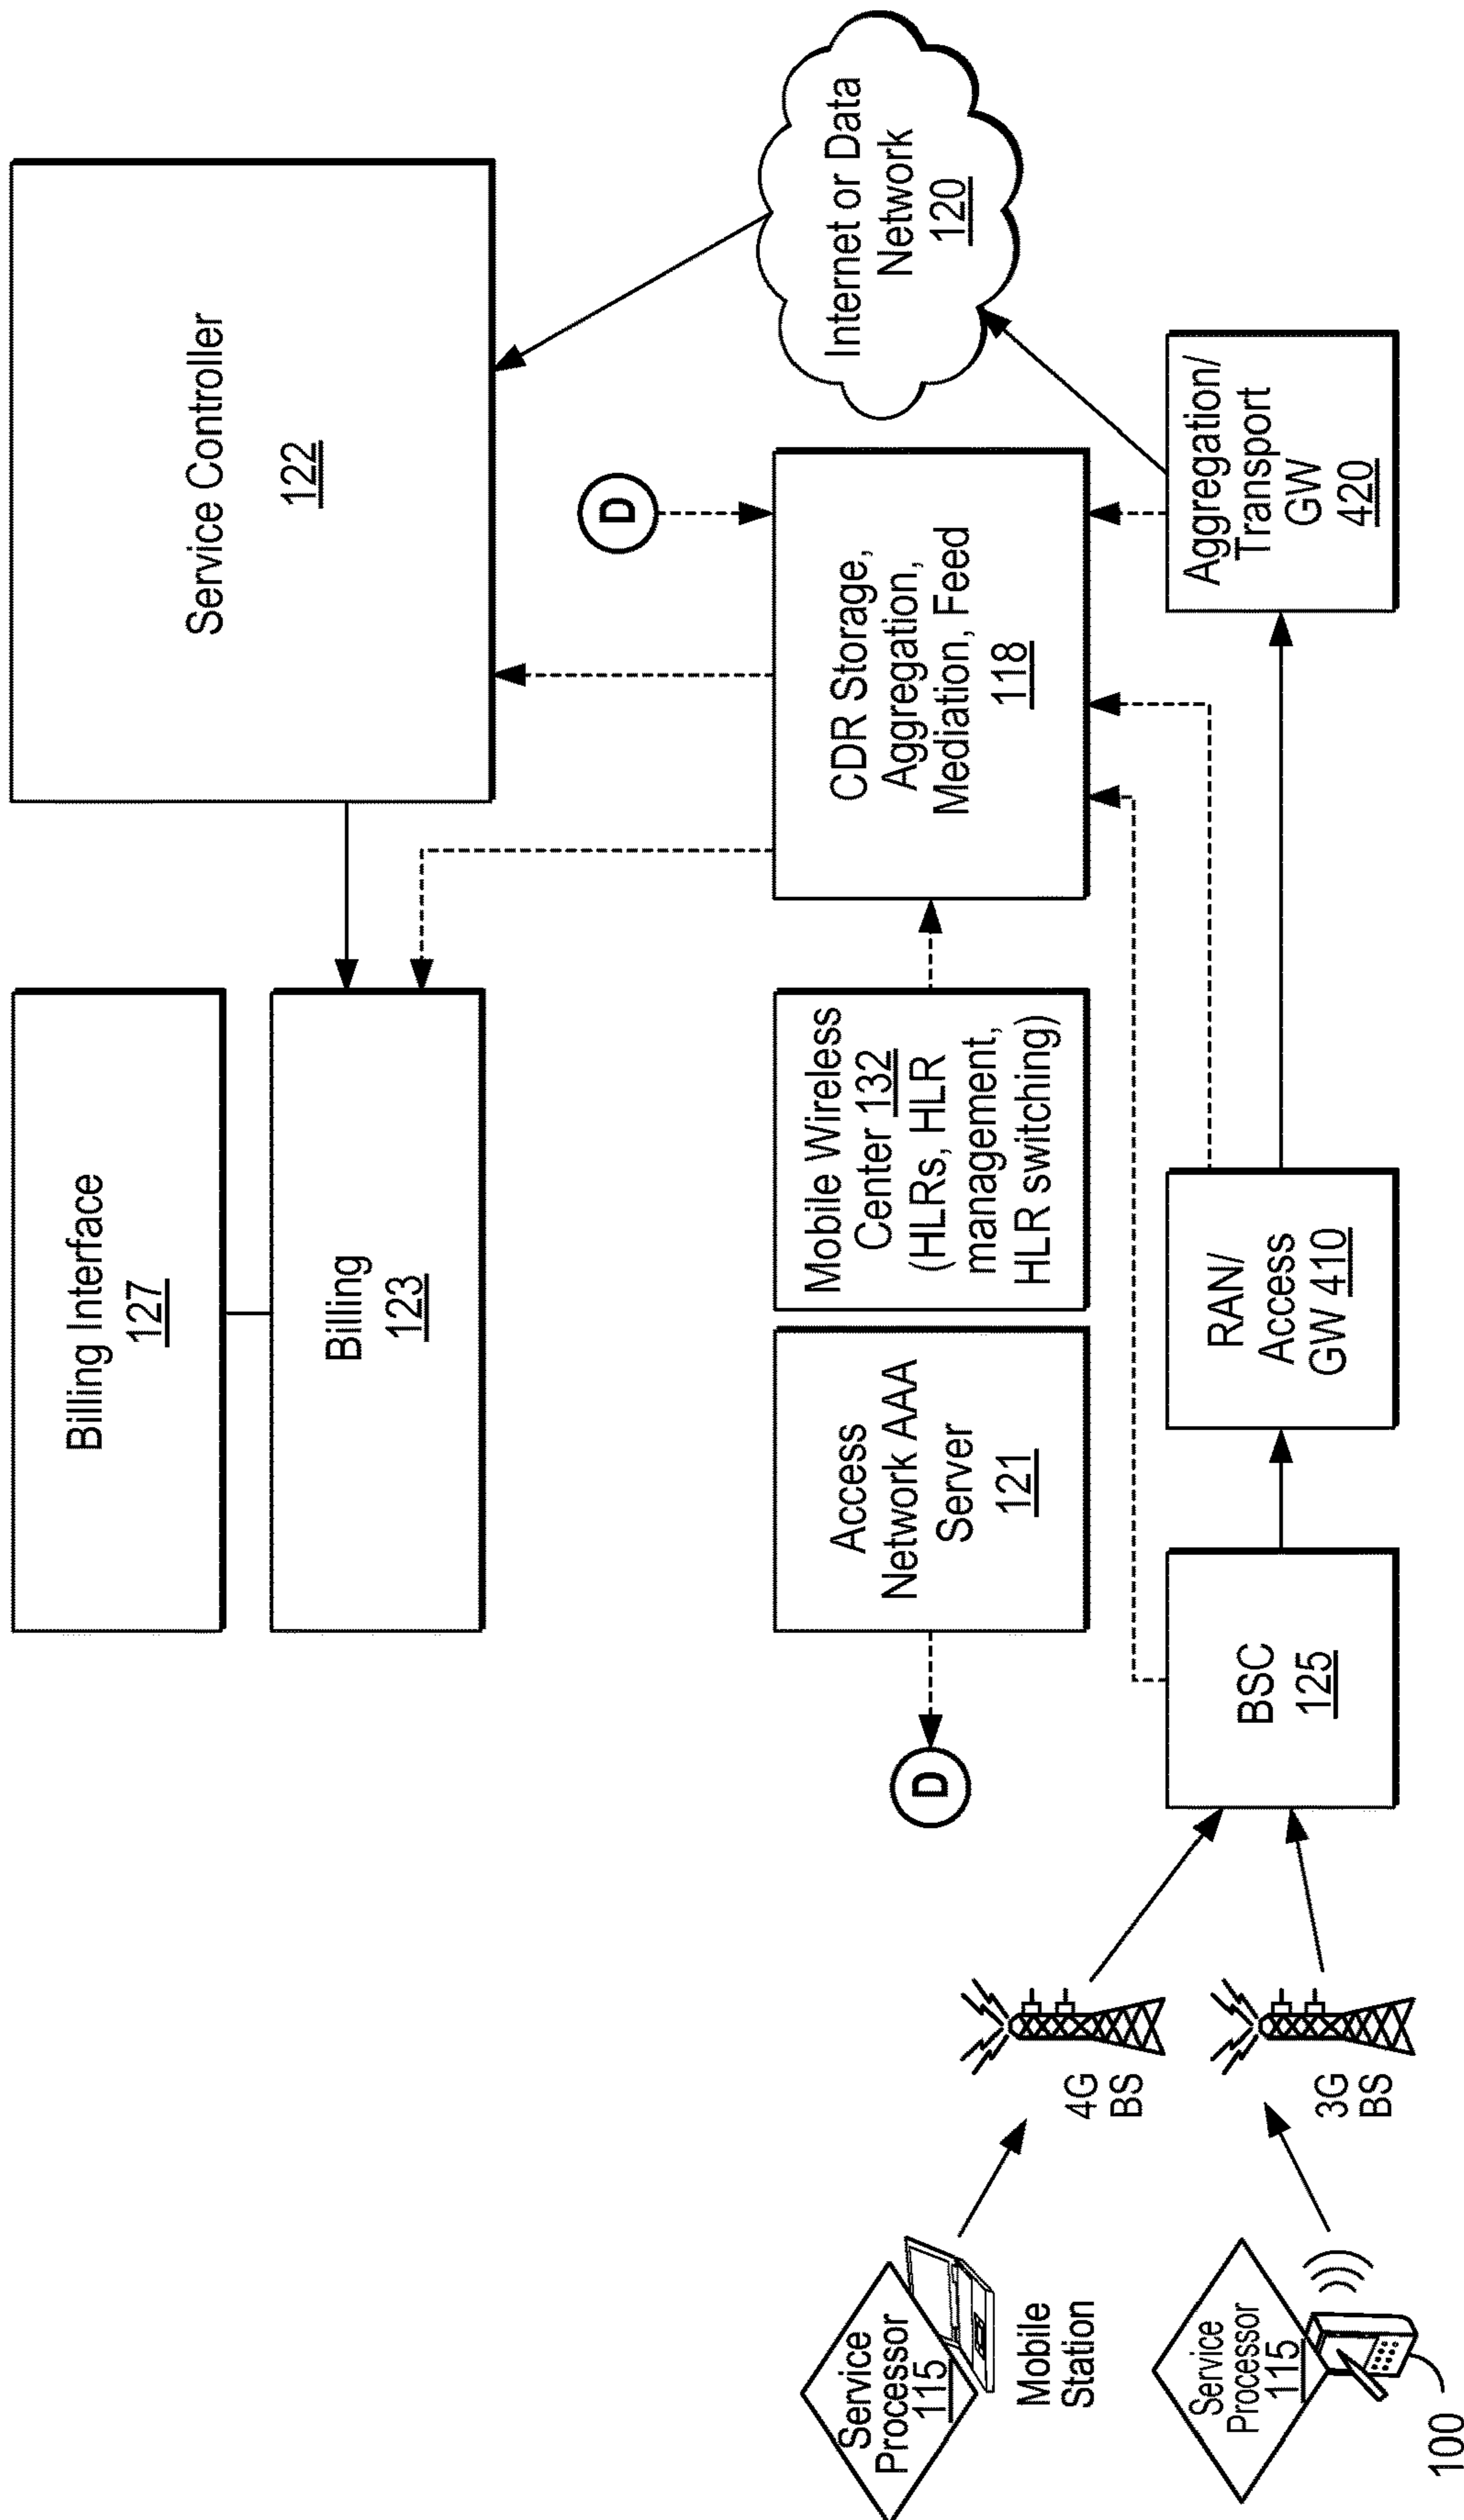 Billing Interface
127
Billing
123
Service Controller
122
D
Access
Network AAA
Server
121
D
Mobile Wireless
Center 132
(HLRs, HLR
management,
HLR switching)
CDR Storage,
Aggregation,
Mediation, Feed
118
Internet or Data
Network
120
Service
Processor
115
Mobile
Station
4G
BS
Service
Processor
115
100
3G
BS
BSC
125
RAN/
Access
GW 410
Aggregation/
Transport
GW
420